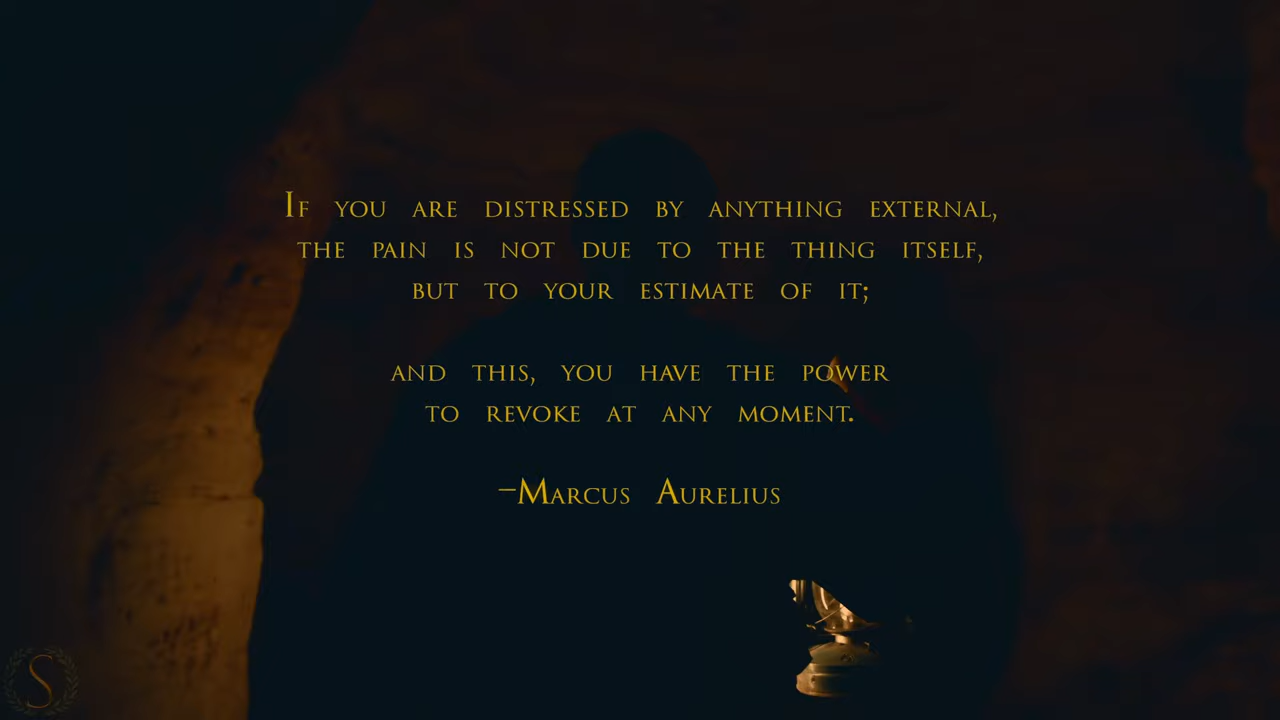 If you are distressed by anything external,
the pain is not due to the thing itself,
but to your estimate of it;
and this, you have the power
to revoke at any moment.
–Marcus Aurelius
S